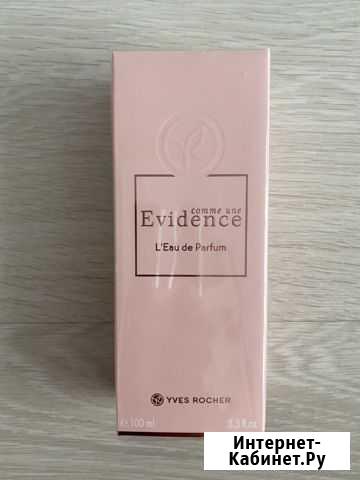 comme une
Evidence
L'Eau de Parfum
YVES ROCHER
e 100 ml 3.3 fl.oz
Интернет-
Кабинет.Ру